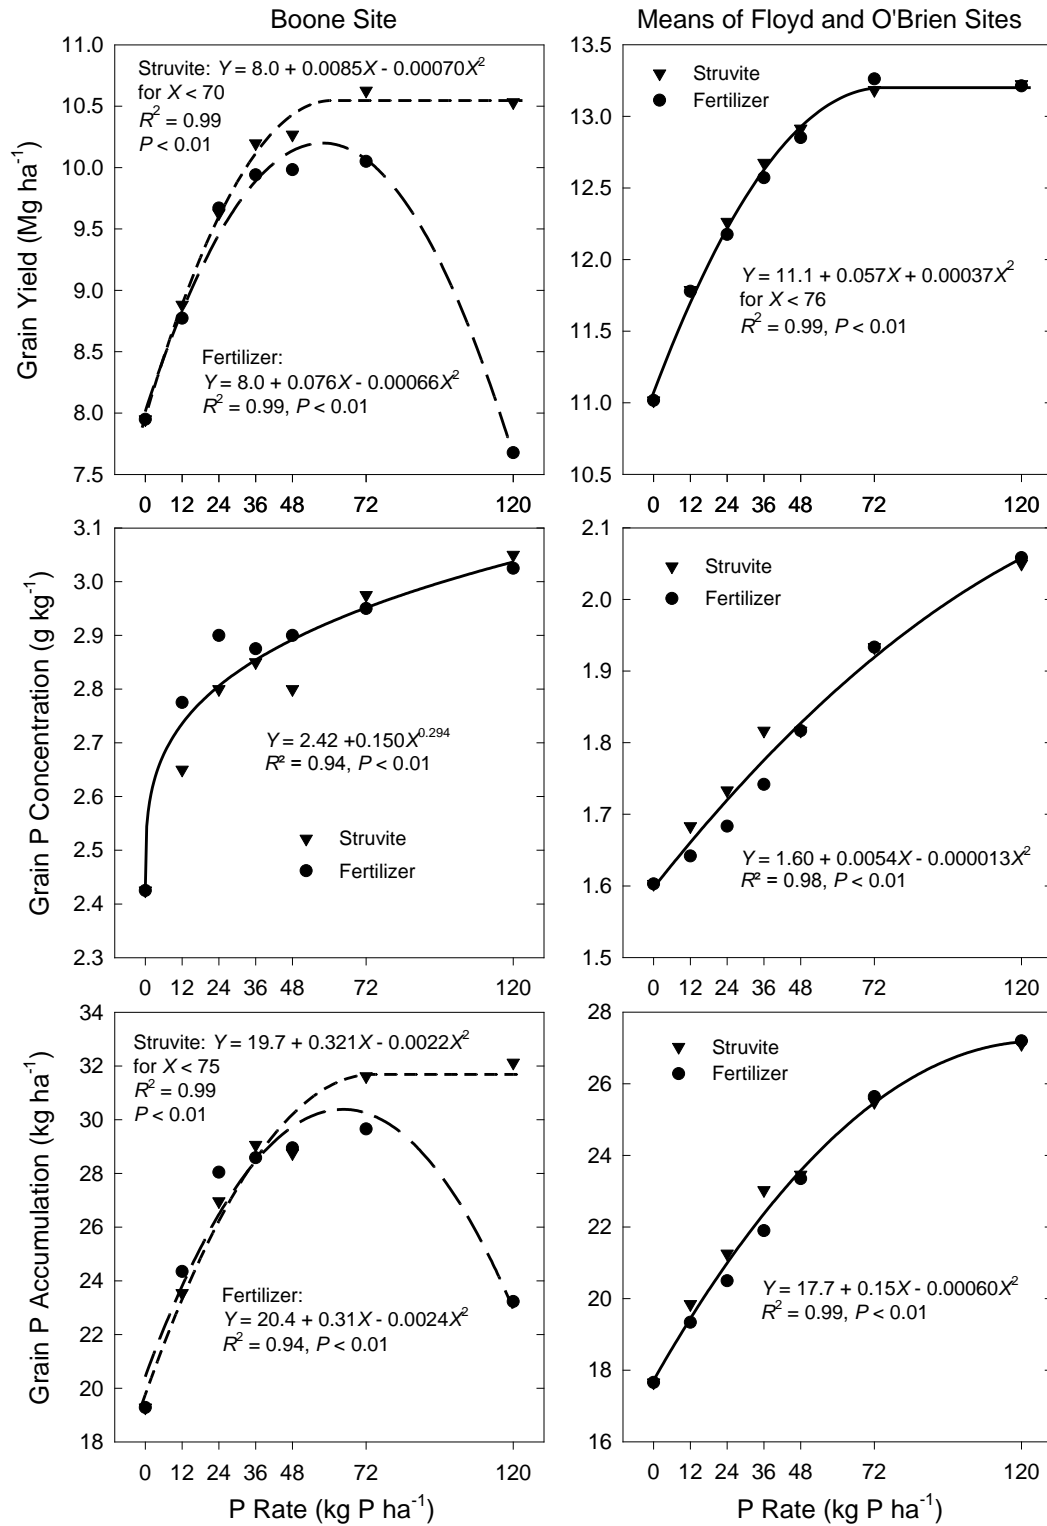 Boone Site
Means of Floyd and O'Brien Sites
Grain Yield (Mg ha⁻¹)
11.0
10.5
10.0
9.5
9.0
8.5
8.0
7.5
Struvite: Y = 8.0 + 0.0085X - 0.00070X²
for X < 70
R² = 0.99
P < 0.01
Fertilizer:
Y = 8.0 + 0.076X - 0.00066X²
R² = 0.99, P < 0.01
0 12 24 36 48 72 120
13.5
13.0
12.5
12.0
11.5
11.0
10.5
Struvite
Fertilizer
Y = 11.1 + 0.057X + 0.00037X²
for X < 76
R² = 0.99, P < 0.01
0 12 24 36 48 72 120
Grain P Concentration (g kg⁻¹)
3.1
3.0
2.9
2.8
2.7
2.6
2.5
2.4
2.3
Y = 2.42 +0.150X^0.294
R² = 0.94, P < 0.01
Struvite
Fertilizer
0 12 24 36 48 72 120
2.1
2.0
1.9
1.8
1.7
1.6
1.5
Struvite
Fertilizer
Y = 1.60 + 0.0054X - 0.000013X²
R² = 0.98, P < 0.01
0 12 24 36 48 72 120
Grain P Accumulation (kg ha⁻¹)
34
32
30
28
26
24
22
20
18
Struvite: Y = 19.7 + 0.321X - 0.0022X²
for X < 75
R² = 0.99
P < 0.01
Fertilizer:
Y = 20.4 + 0.31X - 0.0024X²
R² = 0.94, P < 0.01
0 12 24 36 48 72 120
P Rate (kg P ha⁻¹)
28
26
24
22
20
18
16
Struvite
Fertilizer
Y = 17.7 + 0.15X - 0.00060X²
R² = 0.99, P < 0.01
0 12 24 36 48 72 120
P Rate (kg P ha⁻¹)